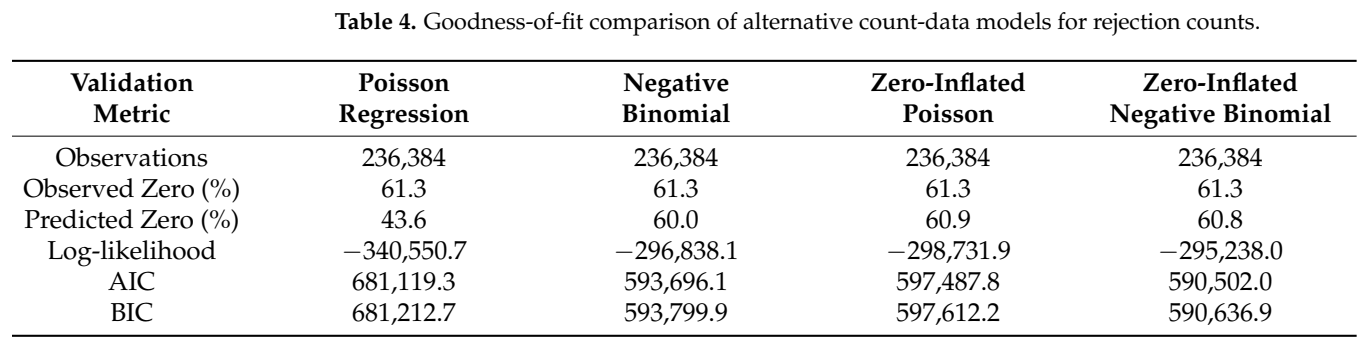 Table 4. Goodness-of-fit comparison of alternative count-data models for rejection counts.
Validation Metric Poisson Regression Negative Binomial Zero-Inflated Poisson Zero-Inflated Negative Binomial
Observations 236,384 236,384 236,384 236,384
Observed Zero (%) 61.3 61.3 61.3 61.3
Predicted Zero (%) 43.6 60.0 60.9 60.8
Log-likelihood −340,550.7 −296,838.1 −298,731.9 −295,238.0
AIC 681,119.3 593,696.1 597,487.8 590,502.0
BIC 681,212.7 593,799.9 597,612.2 590,636.9